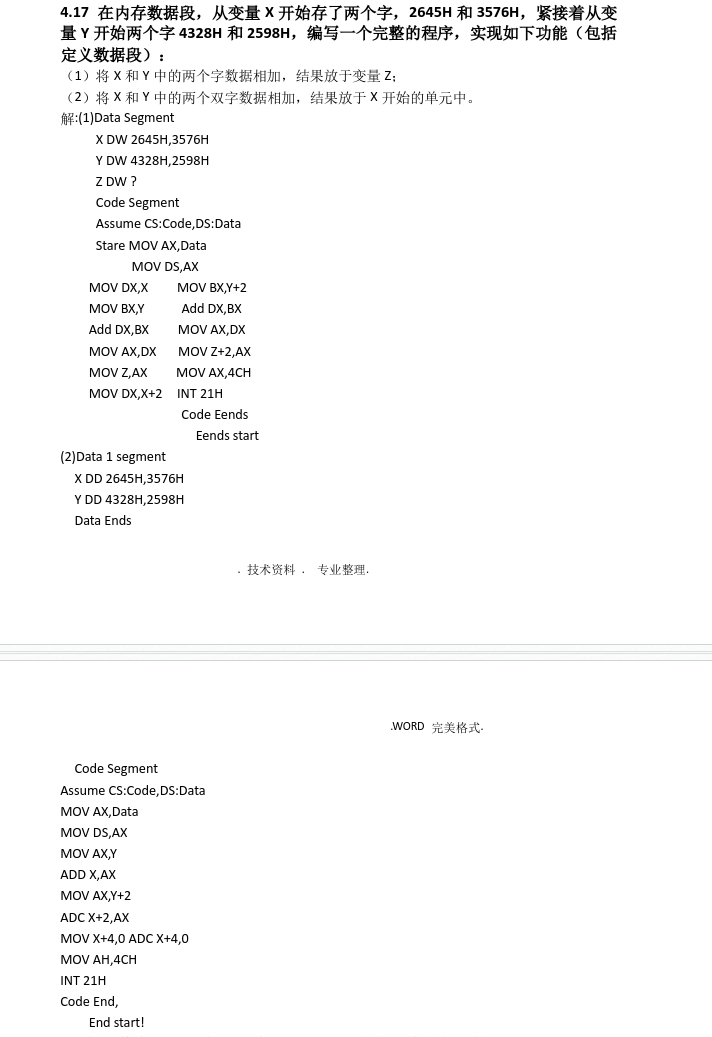 4.17 在内存数据段，从变量 X 开始存了两个字，2645H 和 3576H，紧接着从变
量 Y 开始两个字 4328H 和 2598H，编写一个完整的程序，实现如下功能（包括
定义数据段）：
（1）将 X 和 Y 中的两个字数据相加，结果放于变量 Z；
（2）将 X 和 Y 中的两个双字数据相加，结果放于 X 开始的单元中。
解:(1)Data Segment
X DW 2645H,3576H
Y DW 4328H,2598H
Z DW ?
Code Segment
Assume CS:Code,DS:Data
Stare MOV AX,Data
MOV DS,AX
MOV DX,X MOV BX,Y+2
MOV BX,Y Add DX,BX
Add DX,BX MOV AX,DX
MOV AX,DX MOV Z+2,AX
MOV Z,AX MOV AX,4CH
MOV DX,X+2 INT 21H
Code Eends
Eends start
(2)Data 1 segment
X DD 2645H,3576H
Y DD 4328H,2598H
Data Ends
. 技术资料 . 专业整理.
.WORD 完美格式.
Code Segment
Assume CS:Code,DS:Data
MOV AX,Data
MOV DS,AX
MOV AX,Y
ADD X,AX
MOV AX,Y+2
ADC X+2,AX
MOV X+4,0 ADC X+4,0
MOV AH,4CH
INT 21H
Code End,
End start!